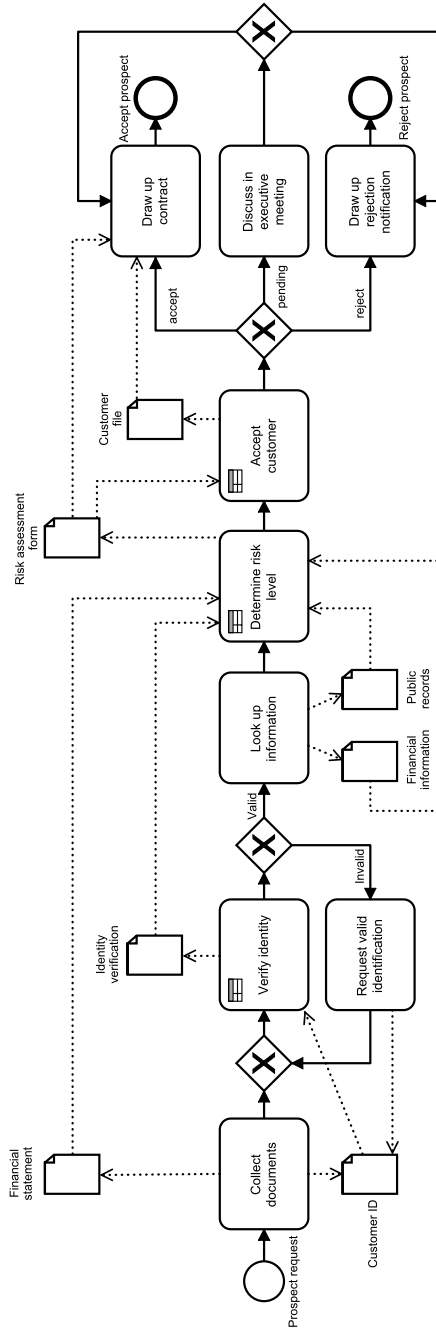 Prospect request
Collect
documents
Financial
statement
Customer ID
X
Verify identity
Identity
verification
Request valid
identification
X
Valid
Invalid
Look up
information
Financial
information
Public
records
Determine risk
level
Risk assessment
form
Accept
customer
Customer
file
X
accept
pending
reject
Draw up
contract
Accept prospect
Discuss in
executive
meeting
Draw up
rejection
notification
Reject prospect
X